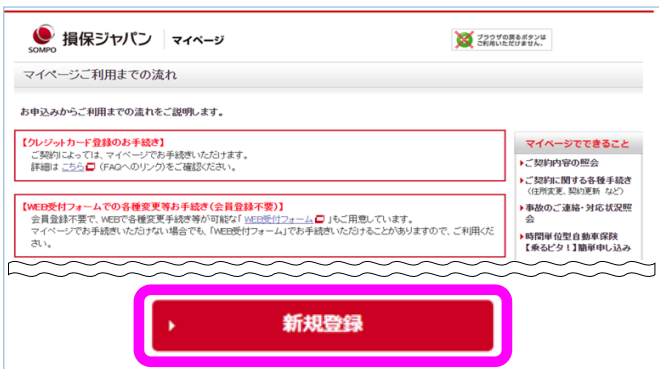 SOMPO 損保ジャパン マイページ
ブラウザの戻るボタンは
ご利用いただけません。
マイページご利用までの流れ
お申込みからご利用までの流れをご説明します。
【クレジットカード登録のお手続き】
ご契約によっては、マイページでお手続きいただけます。
詳細は こちら (FAQへのリンク)をご確認ください。
【WEB受付フォームでの各種変更等お手続き(会員登録不要)】
会員登録不要で、WEBで各種変更手続き等が可能な「 WEB受付フォーム 」もご用意しています。
マイページでお手続きいただけない場合でも、「WEB受付フォーム」でお手続きいただけることがありますので、ご利用くだ
さい。
マイページでできること
ご契約内容の照会
ご契約に関する各種手続き
(住所変更、契約更新 など)
事故のご連絡・対応状況照
会
時間単位型自動車保険
【乗るピタ!】簡単申し込み
新規登録